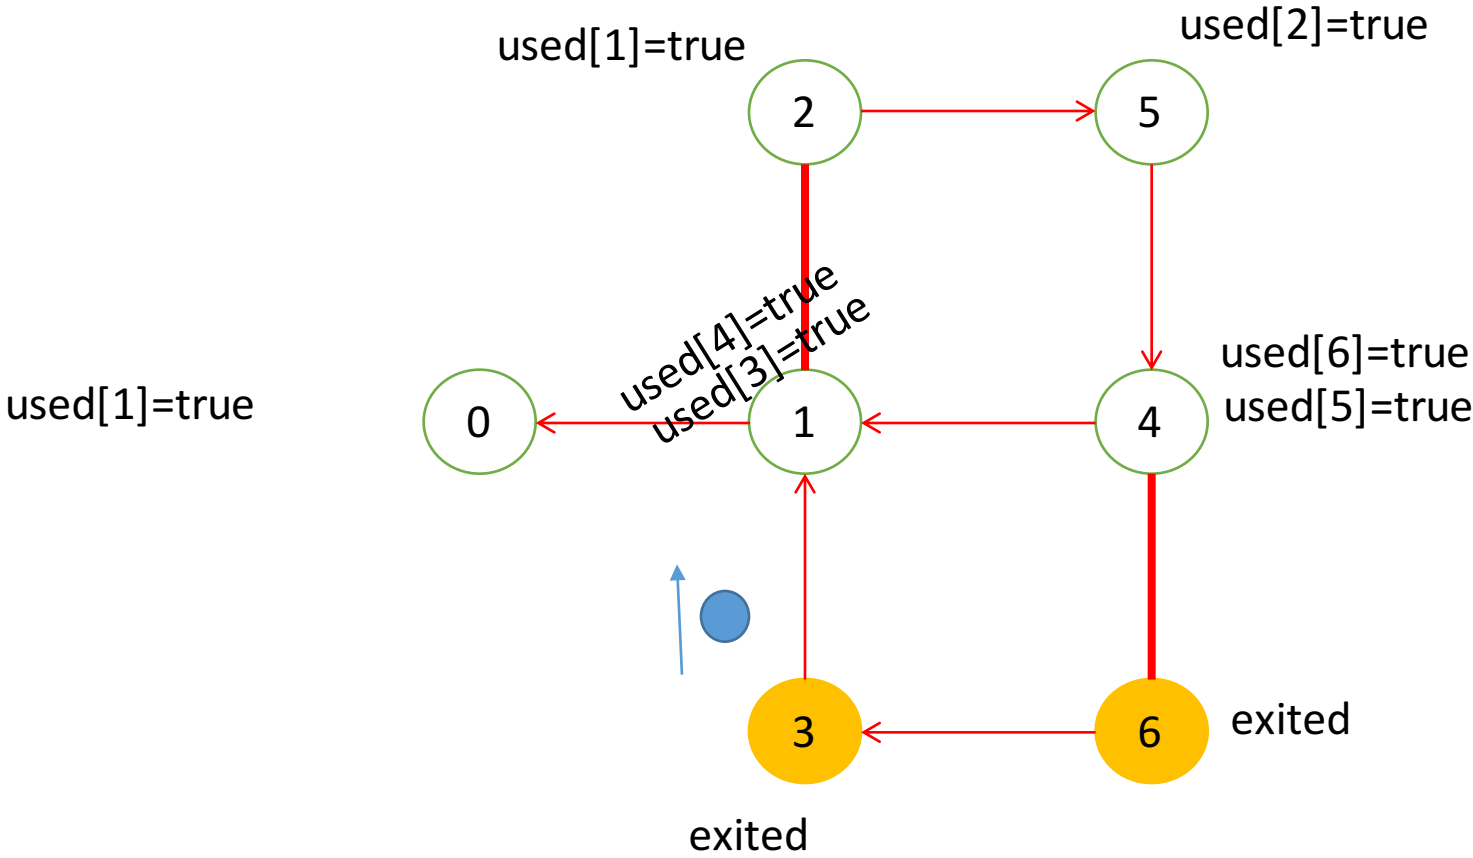 used[2]=true
used[1]=true
2
5
used[4]=true
used[3]=true
used[6]=true
used[1]=true
used[5]=true
0
1
4
3
6
exited
exited